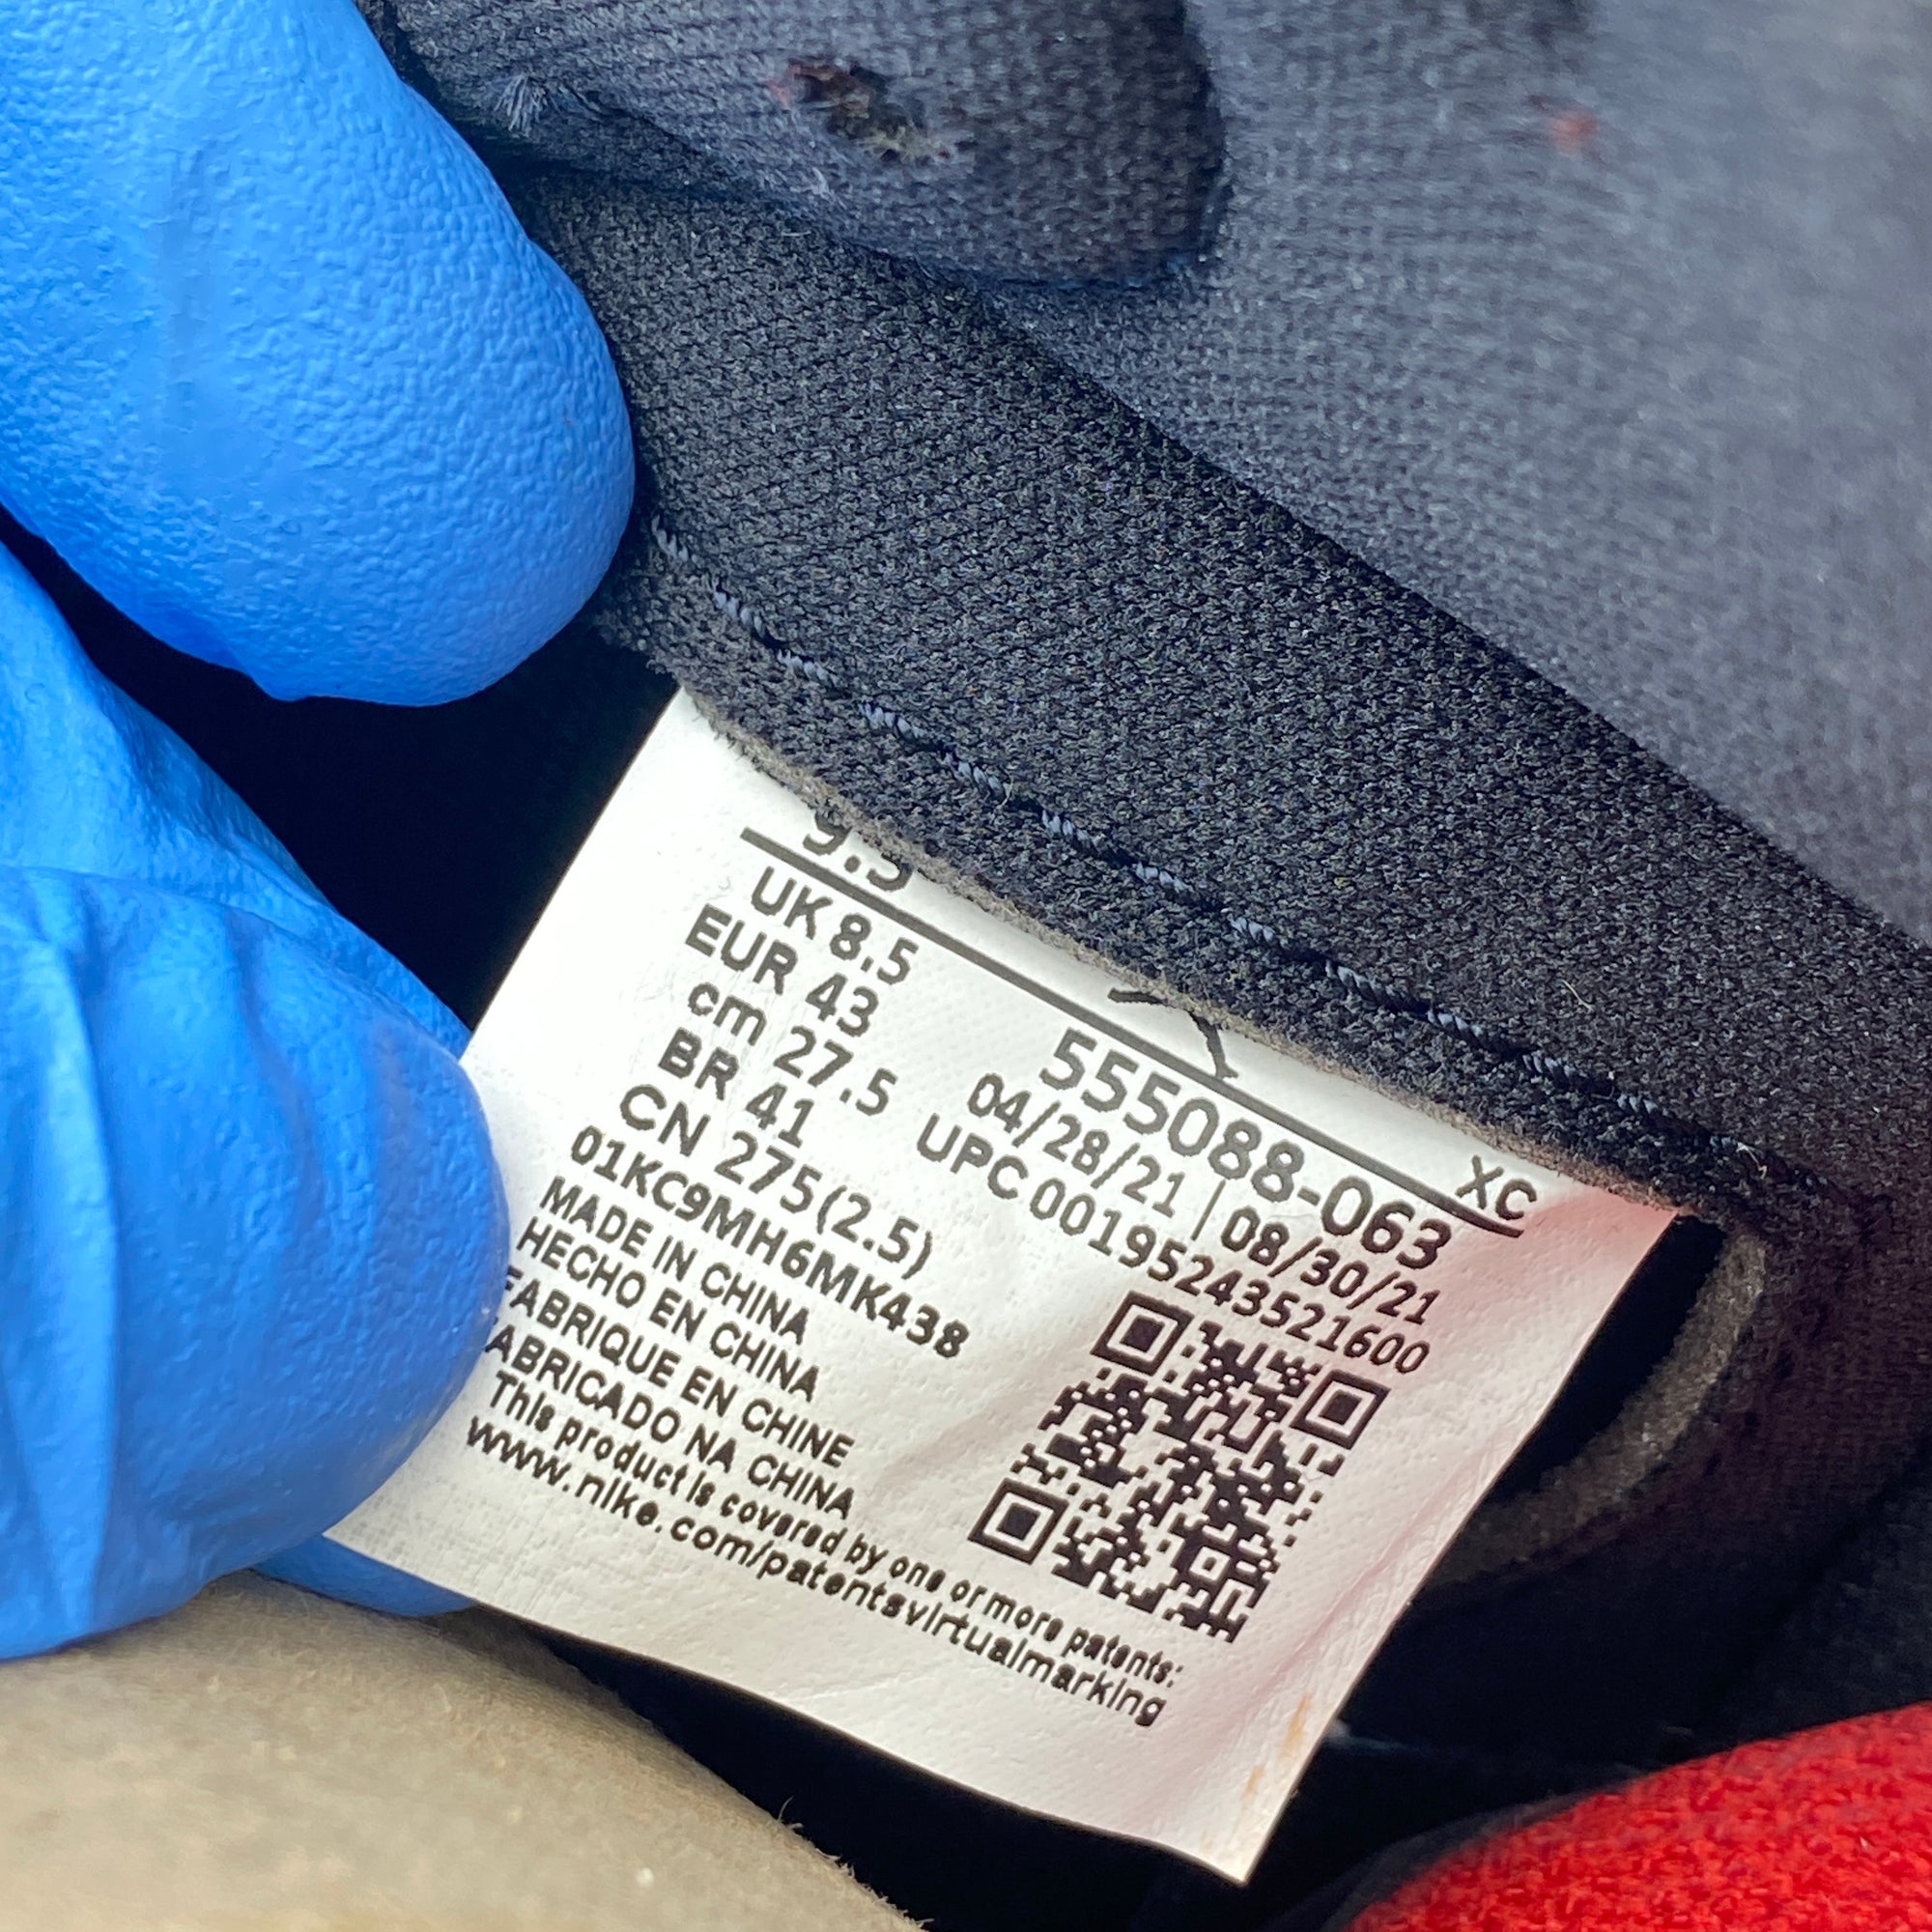 9.5
XC
UK 8.5
EUR 43
cm 27.5
BR 41
CN 275(2.5)
555088-063
04/28/21 | 08/30/21
UPC 00195243521600
01KC9MH6MK438
MADE IN CHINA
HECHO EN CHINA
FABRIQUE EN CHINE
FABRICADO NA CHINA
This product is covered by one or more patents:
www.nike.com/patentsvirtualmarking